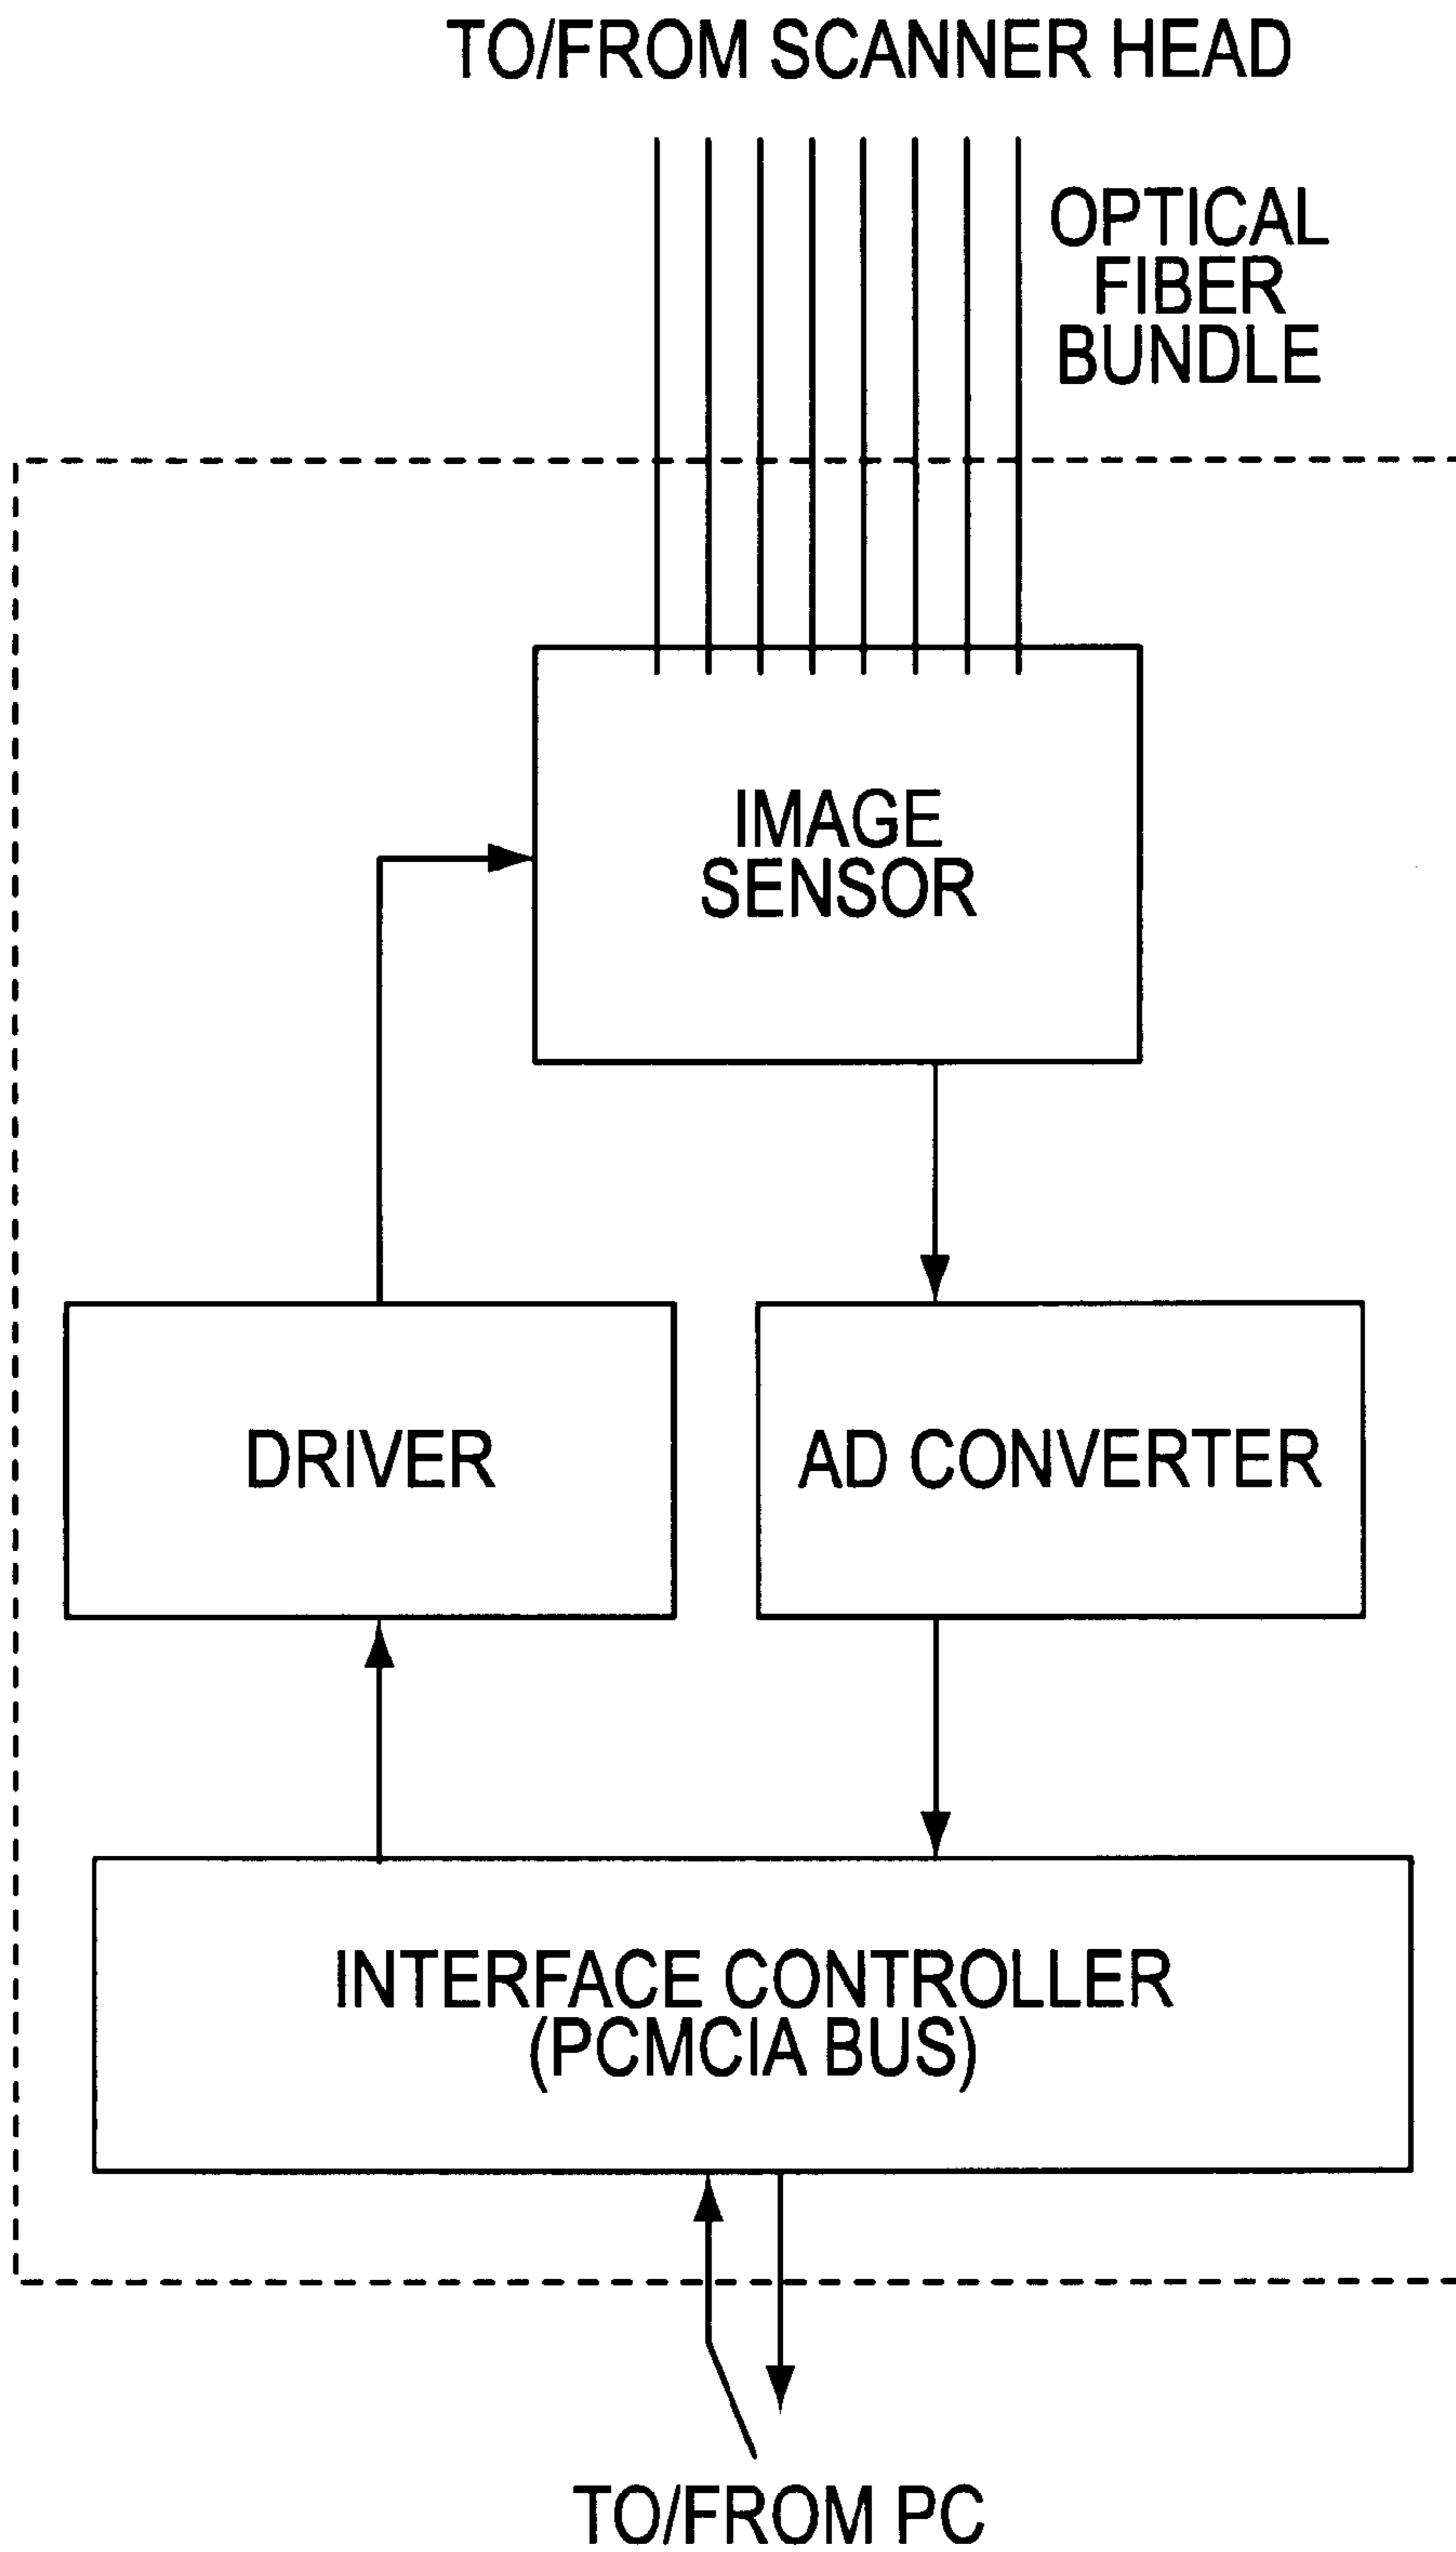 TO/FROM SCANNER HEAD
OPTICAL
FIBER
BUNDLE
IMAGE
SENSOR
DRIVER
AD CONVERTER
INTERFACE CONTROLLER
(PCMCIA BUS)
TO/FROM PC